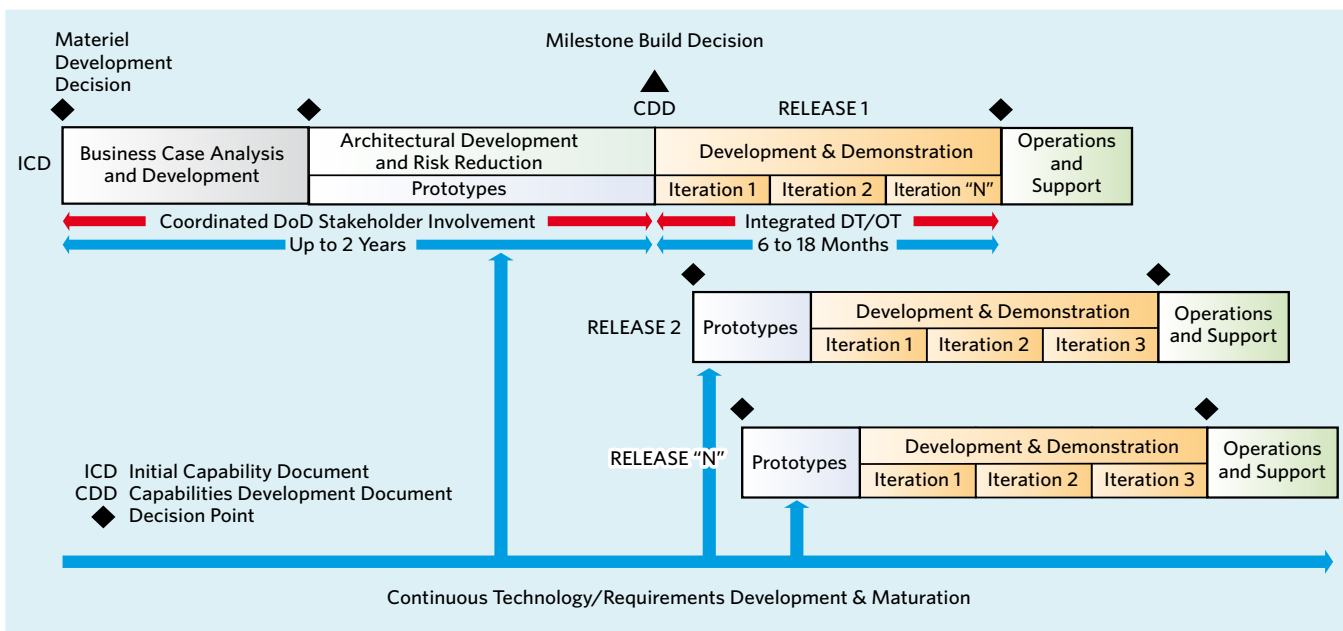 Materiel
Development
Decision
Milestone Build Decision
CDD
RELEASE 1
ICD
Business Case Analysis
and Development
Architectural Development
and Risk Reduction
Prototypes
Development & Demonstration
Iteration 1
Iteration 2
Iteration “N”
Operations
and
Support
Coordinated DoD Stakeholder Involvement
Integrated DT/OT
Up to 2 Years
6 to 18 Months
RELEASE 2
Prototypes
Development & Demonstration
Iteration 1
Iteration 2
Iteration 3
Operations
and Support
RELEASE “N”
Prototypes
Development & Demonstration
Iteration 1
Iteration 2
Iteration 3
Operations
and Support
ICD Initial Capability Document
CDD Capabilities Development Document
Decision Point
Continuous Technology/Requirements Development & Maturation